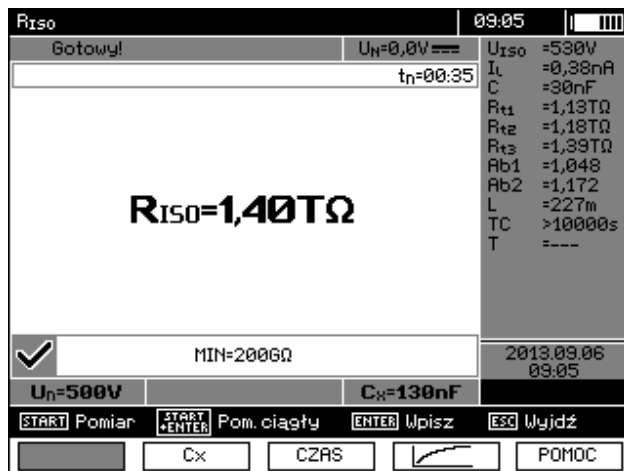 RISO 09:05
Gotowy! UN=0,0V
tn=00:35
RISO=1,40TΩ
UISO =530V
IL =0,38nA
C =30nF
Rt1 =1,13TΩ
Rt2 =1,18TΩ
Rt3 =1,39TΩ
Ab1 =1,048
Ab2 =1,172
L =227m
TC >10000s
T =---
MIN=200GΩ
2013.09.06
09:05
Un=500V CX=130nF
START Pomiar START +ENTER Pom. ciągły ENTER Wpisz ESC Wyjdź
Cx CZAS POMOC